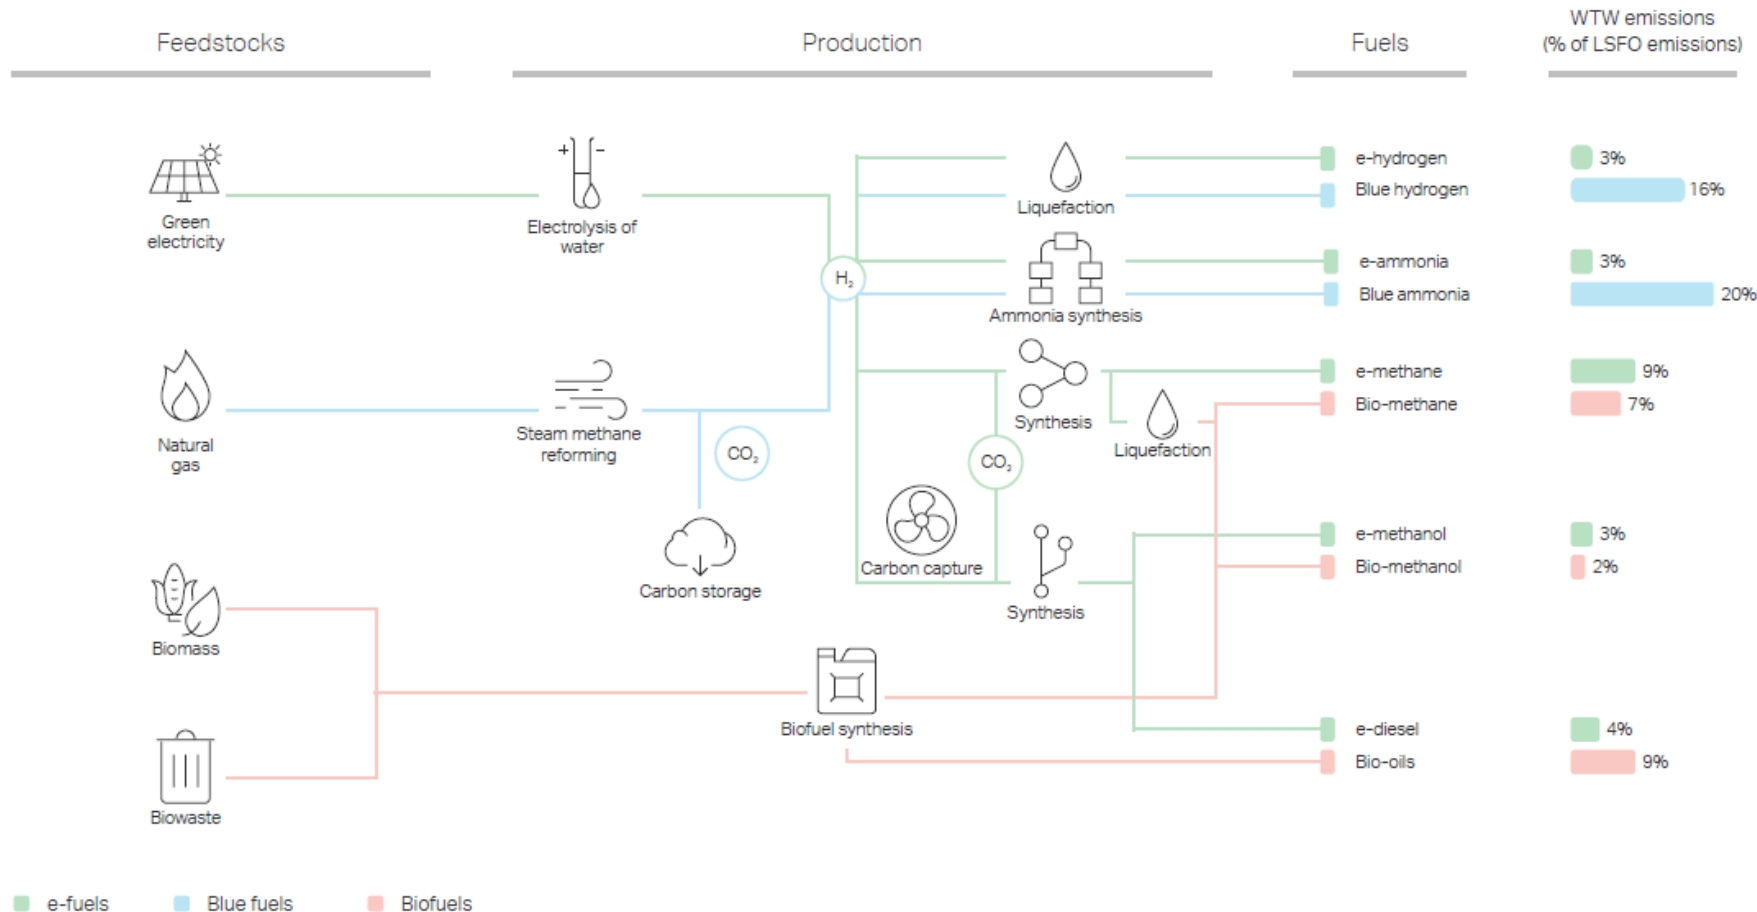 Feedstocks
Production
Fuels
WTW emissions
(% of LSFO emissions)
Green
electricity
+ -
Electrolysis of
water
H₂
Liquefaction
e-hydrogen
3%
Blue hydrogen
16%
Ammonia synthesis
e-ammonia
3%
Blue ammonia
20%
Natural
gas
Steam methane
reforming
CO₂
Carbon storage
Synthesis
Liquefaction
e-methane
9%
Bio-methane
7%
CO₂
Carbon capture
Synthesis
e-methanol
3%
Bio-methanol
2%
Biomass
Biowaste
Biofuel synthesis
e-diesel
4%
Bio-oils
9%
e-fuels
Blue fuels
Biofuels